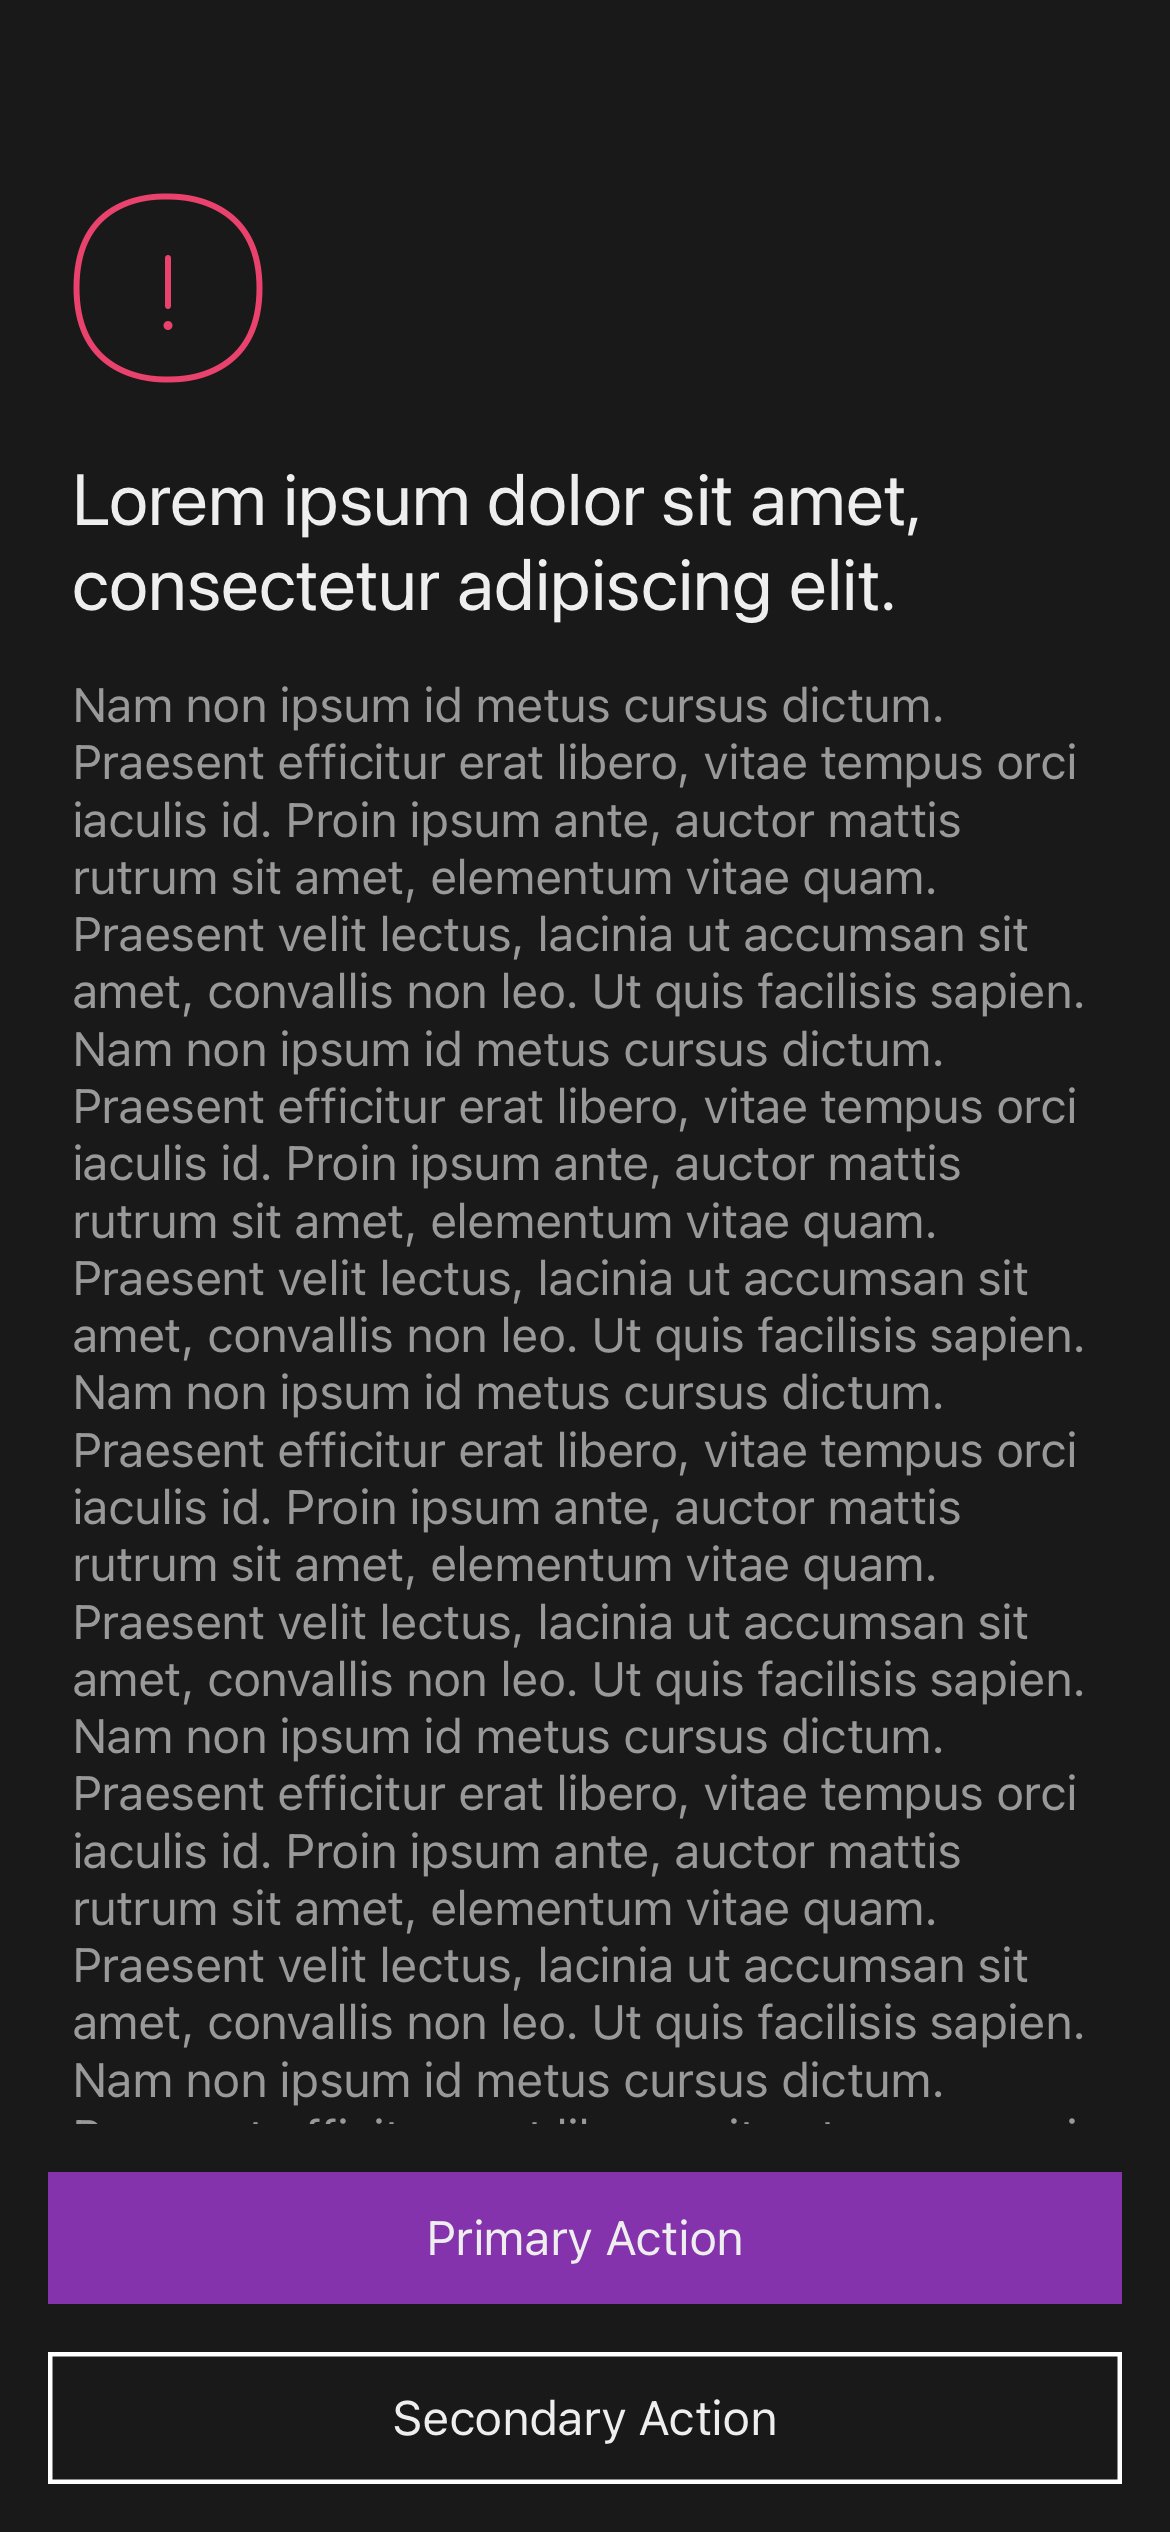 !
Lorem ipsum dolor sit amet,
consectetur adipiscing elit.
Nam non ipsum id metus cursus dictum.
Praesent efficitur erat libero, vitae tempus orci
iaculis id. Proin ipsum ante, auctor mattis
rutrum sit amet, elementum vitae quam.
Praesent velit lectus, lacinia ut accumsan sit
amet, convallis non leo. Ut quis facilisis sapien.
Nam non ipsum id metus cursus dictum.
Praesent efficitur erat libero, vitae tempus orci
iaculis id. Proin ipsum ante, auctor mattis
rutrum sit amet, elementum vitae quam.
Praesent velit lectus, lacinia ut accumsan sit
amet, convallis non leo. Ut quis facilisis sapien.
Nam non ipsum id metus cursus dictum.
Praesent efficitur erat libero, vitae tempus orci
iaculis id. Proin ipsum ante, auctor mattis
rutrum sit amet, elementum vitae quam.
Praesent velit lectus, lacinia ut accumsan sit
amet, convallis non leo. Ut quis facilisis sapien.
Nam non ipsum id metus cursus dictum.
Praesent efficitur erat libero, vitae tempus orci
iaculis id. Proin ipsum ante, auctor mattis
rutrum sit amet, elementum vitae quam.
Praesent velit lectus, lacinia ut accumsan sit
amet, convallis non leo. Ut quis facilisis sapien.
Nam non ipsum id metus cursus dictum.
Primary Action
Secondary Action